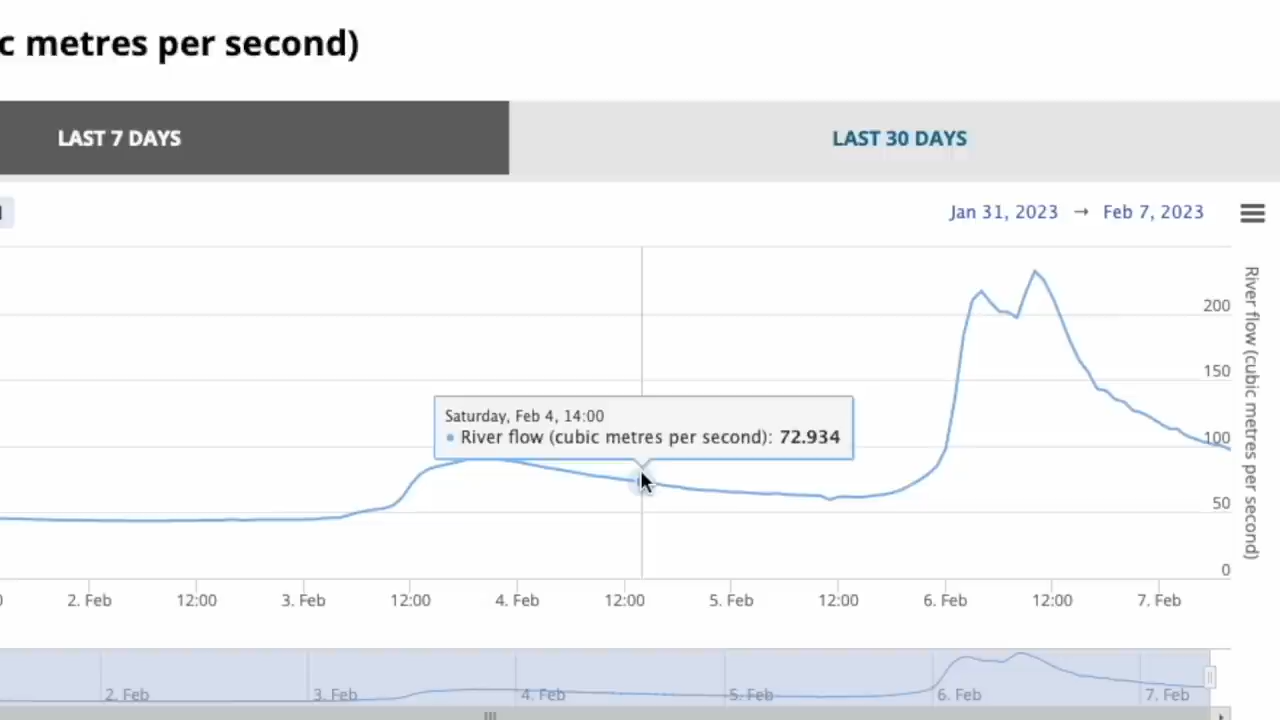 c metres per second)
LAST 7 DAYS
LAST 30 DAYS
Jan 31, 2023 → Feb 7, 2023
Saturday, Feb 4, 14:00
River flow (cubic metres per second): 72.934
200
150
100
50
0
River flow (cubic metres per second)
2. Feb 12:00 3. Feb 12:00 4. Feb 12:00 5. Feb 12:00 6. Feb 12:00 7. Feb
2. Feb 3. Feb 4. Feb 5. Feb 6. Feb 7. Feb